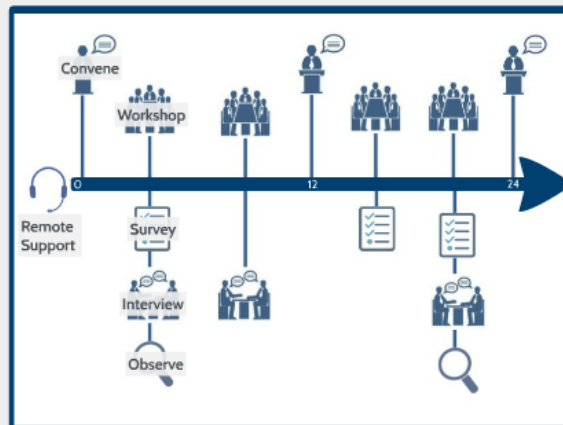 Convene
Workshop
0
12
24
Remote
Support
Survey
Interview
Observe